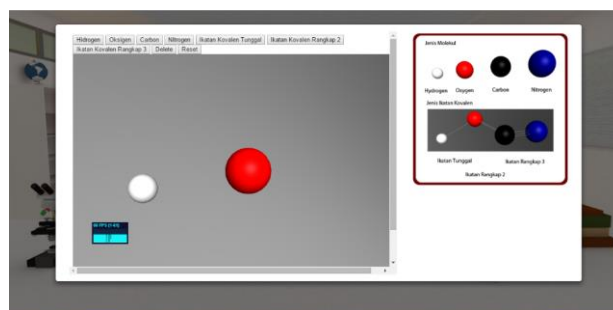 Hidrogen Oksigen Carbon Nitrogen Ikatan Kovalen Tunggal Ikatan Kovalen Rangkap 2
Ikatan Kovalen Rangkap 3 Delete Reset
Jenis Molekul
Hydrogen Oxygen Carbon Nitrogen
Jenis Ikatan Kovalen
Ikatan Tunggal Ikatan Rangkap 3
Ikatan Rangkap 2